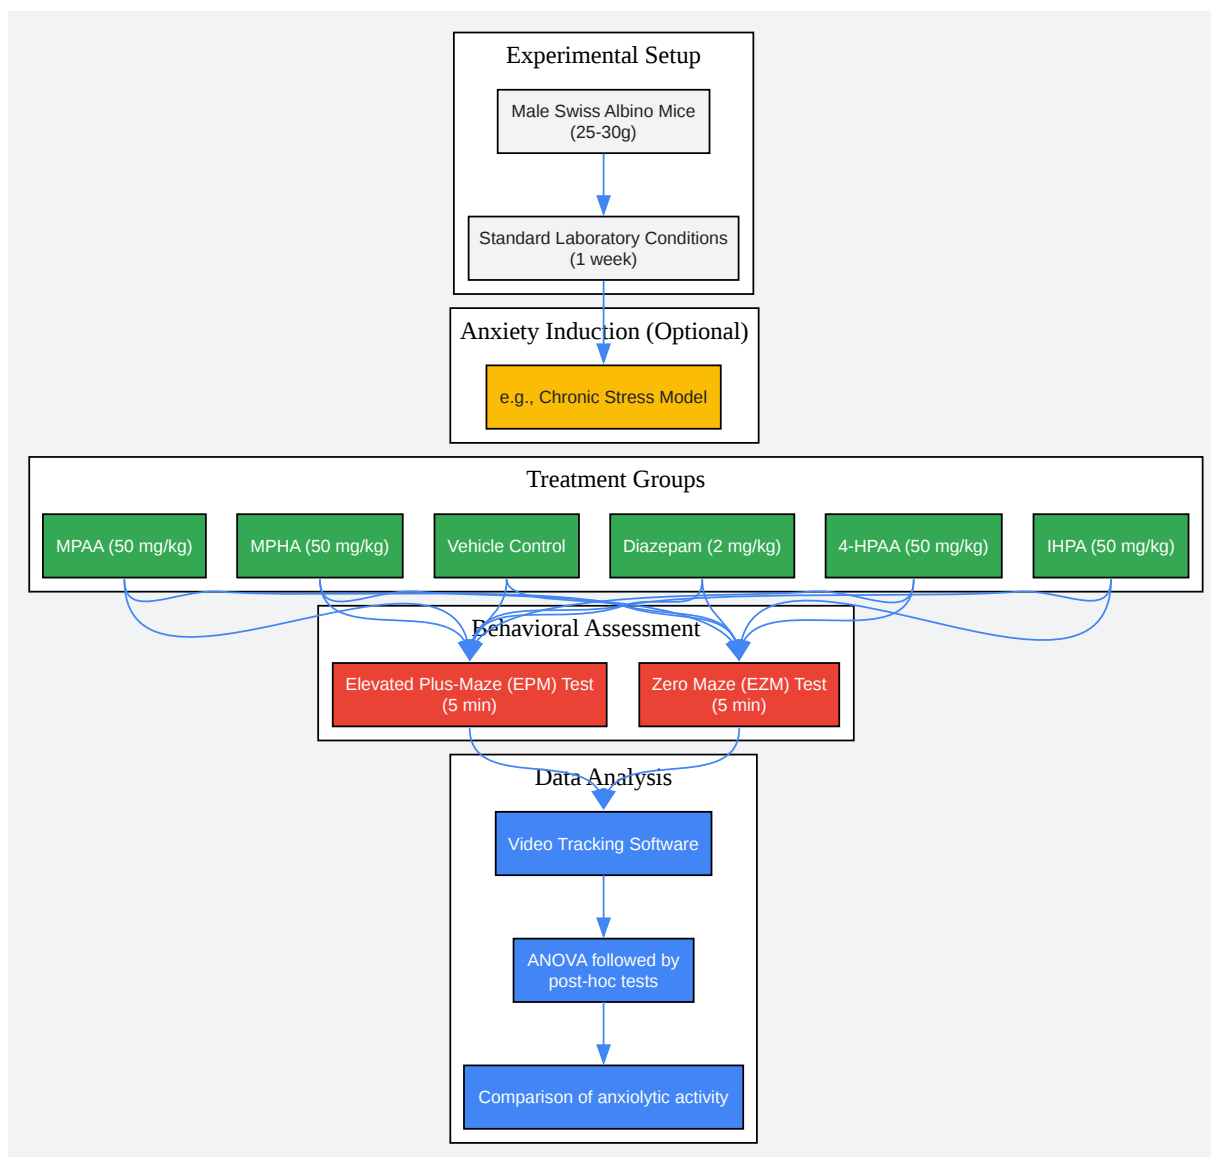 Experimental Setup
Male Swiss Albino Mice
(25-30g)
Standard Laboratory Conditions
(1 week)
Anxiety Induction (Optional)
e.g., Chronic Stress Model
Treatment Groups
MPAA (50 mg/kg)
MPHA (50 mg/kg)
Vehicle Control
Diazepam (2 mg/kg)
4-HPAA (50 mg/kg)
IHPA (50 mg/kg)
Behavioral Assessment
Elevated Plus-Maze (EPM) Test
(5 min)
Zero Maze (EZM) Test
(5 min)
Data Analysis
Video Tracking Software
ANOVA followed by
post-hoc tests
Comparison of anxiolytic activity